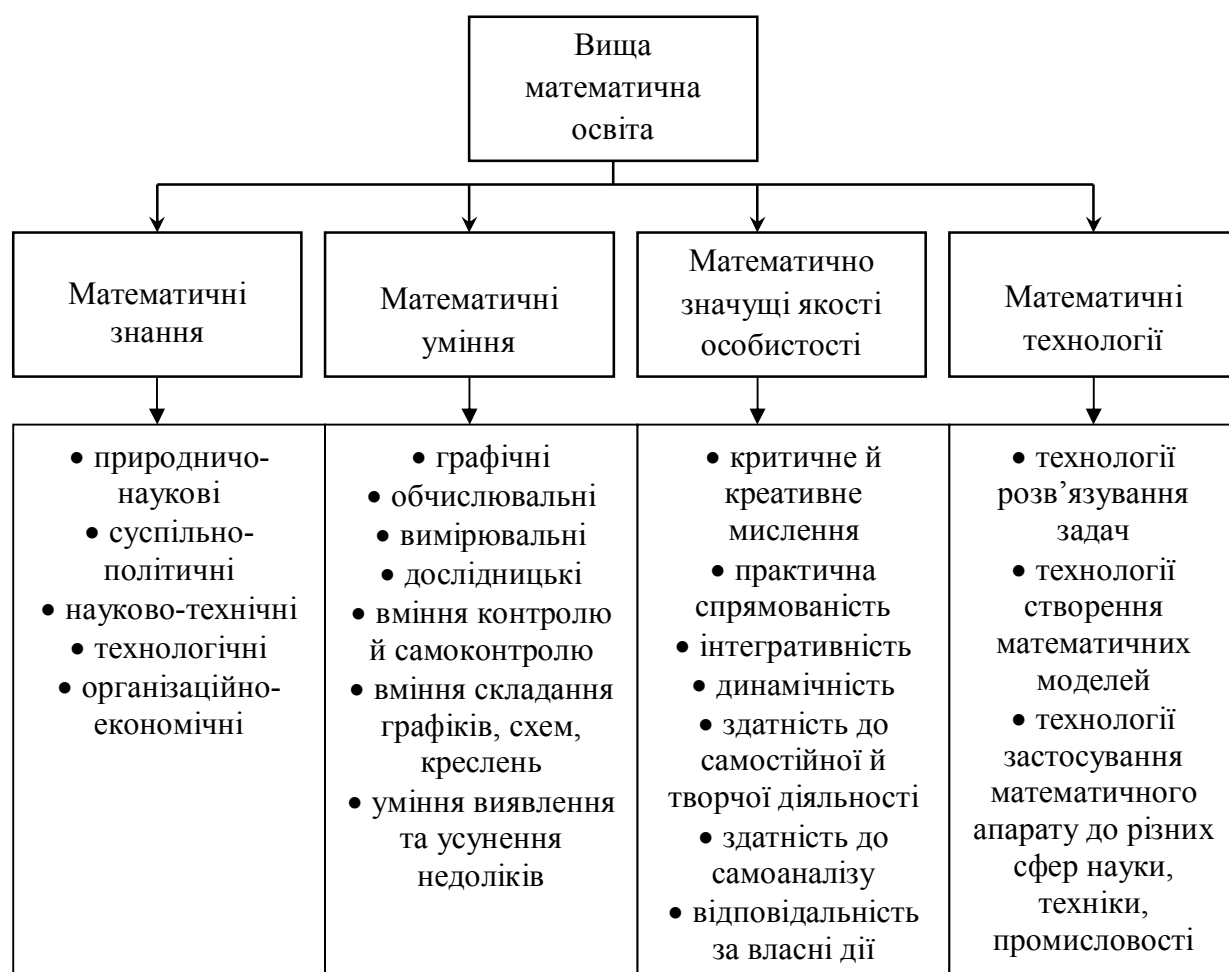 Вища
математична
освіта
Математичні
знання
Математичні
уміння
Математично
значущі якості
особистості
Математичні
технології
• природничо-
наукові
• суспільно-
політичні
• науково-технічні
• технологічні
• організаційно-
економічні
• графічні
• обчислювальні
• вимірювальні
• дослідницькі
• вміння контролю
й самоконтролю
• вміння складання
графіків, схем,
креслень
• уміння виявлення
та усунення
недоліків
• критичне й
креативне
мислення
• практична
спрямованість
• інтегративність
• динамічність
• здатність до
самостійної й
творчої діяльності
• здатність до
самоаналізу
• відповідальність
за власні дії
• технології
розв’язування
задач
• технології
створення
математичних
моделей
• технології
застосування
математичного
апарату до різних
сфер науки,
техніки,
промисловості